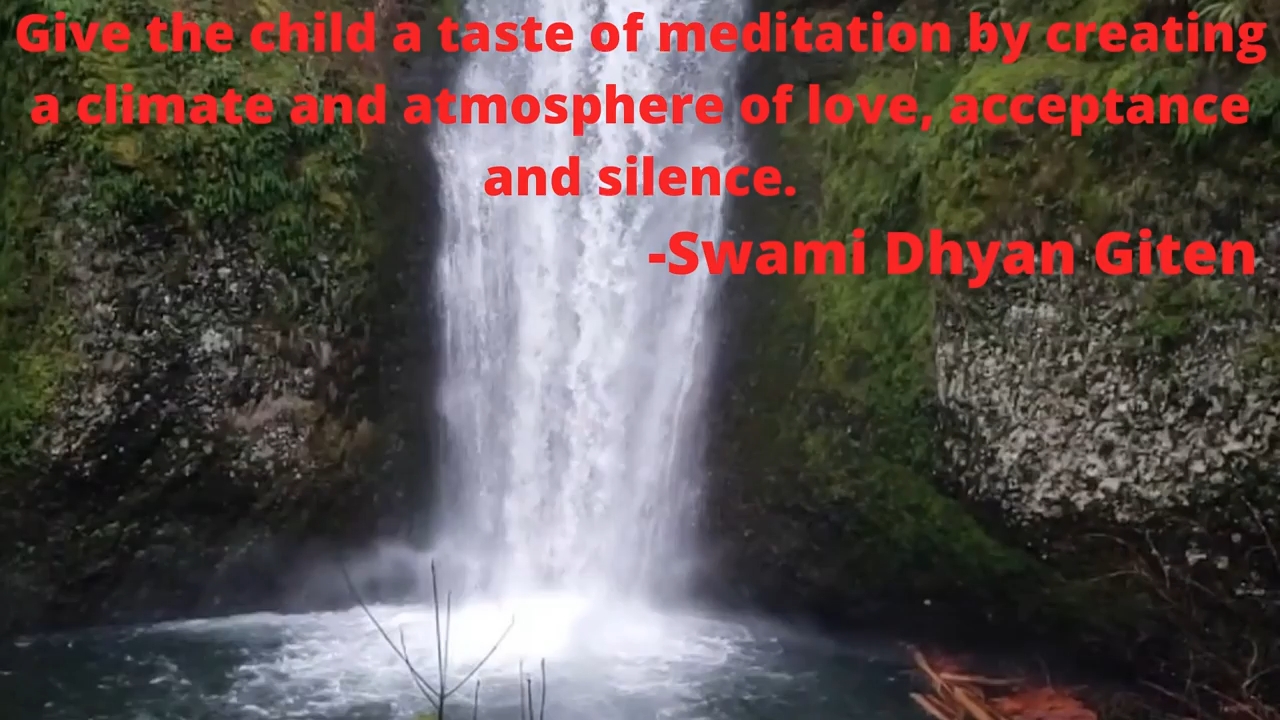 Give the child a taste of meditation by creating
a climate and atmosphere of love, acceptance
and silence.
-Swami Dhyan Giten